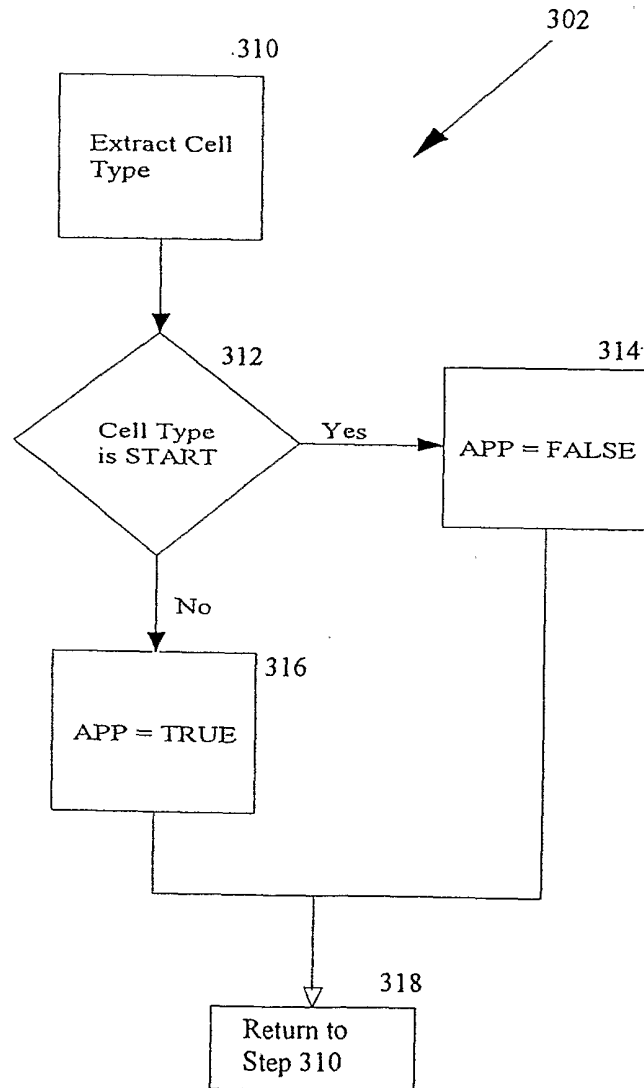 310
302
Extract Cell
Type
312
314
Cell Type
is START
Yes
APP = FALSE
No
316
APP = TRUE
318
Return to
Step 310